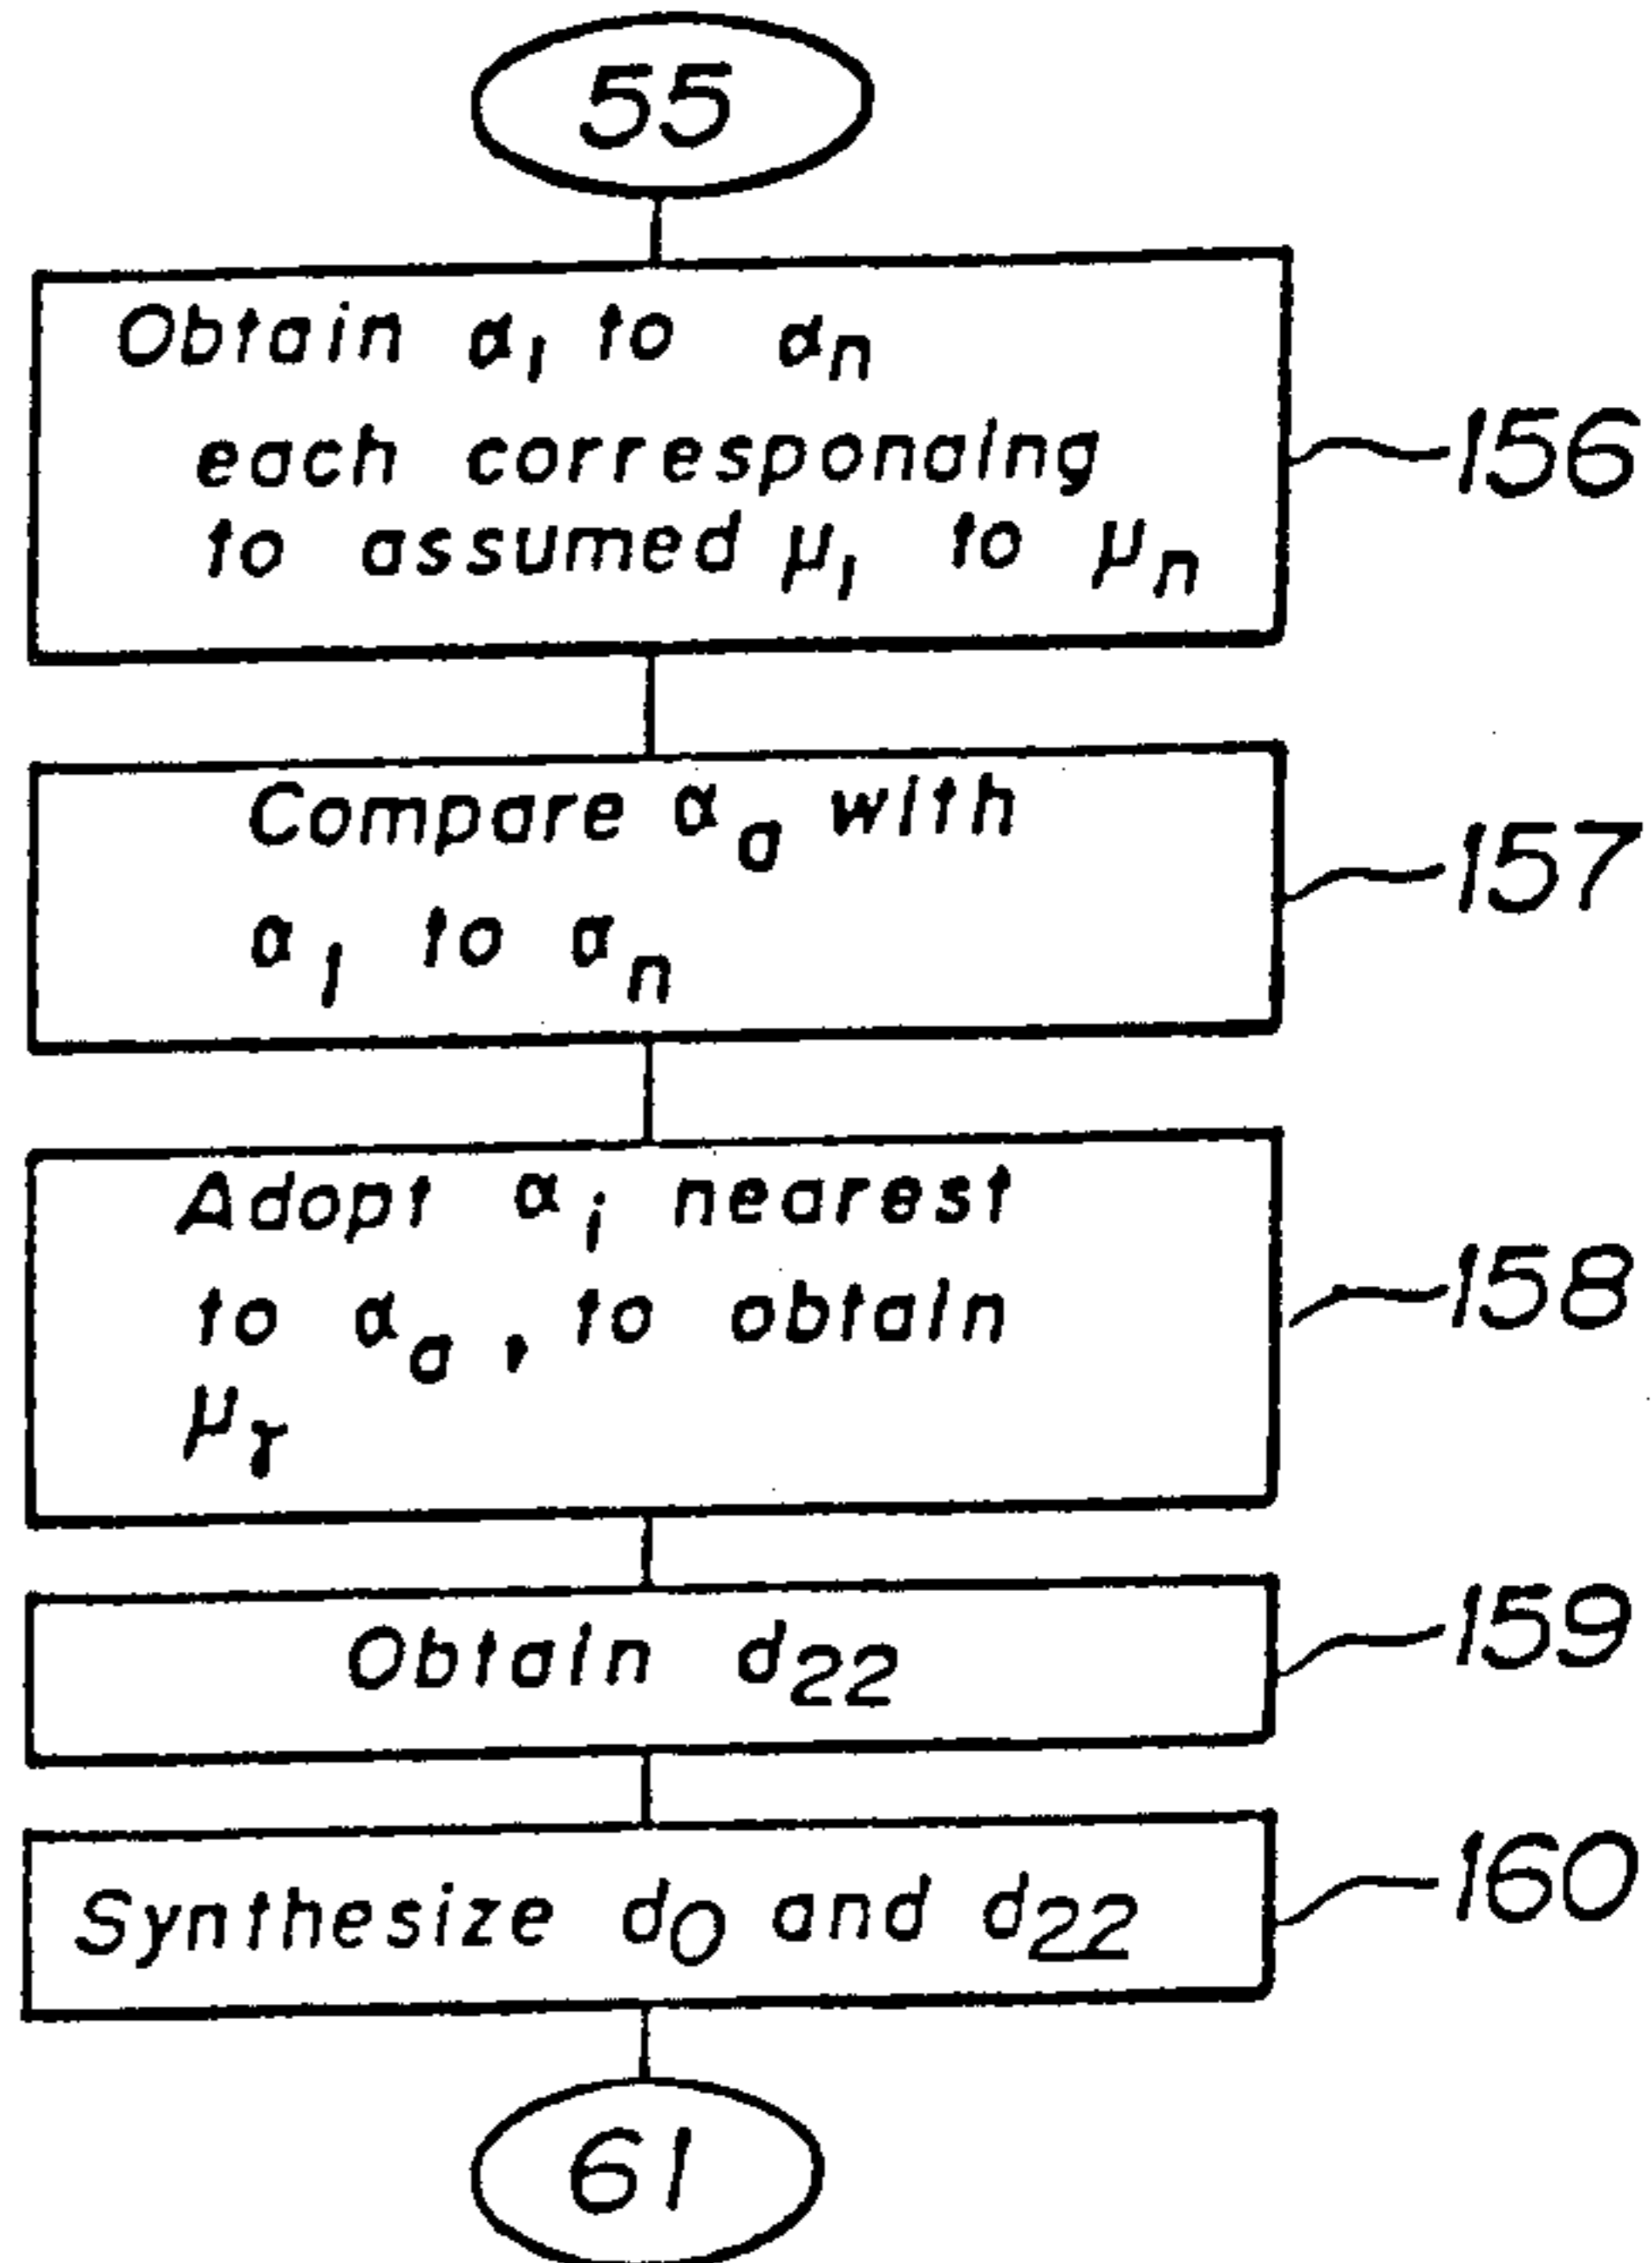 55
Obtain α₁ to αₙ
each corresponding
to assumed μ₁ to μₙ
156
Compare αₐ with
α₁ to αₙ
157
Adopt αᵢ nearest
to αₐ, to obtain
μᵧ
158
Obtain d₂₂
159
Synthesize d₀ and d₂₂
160
61